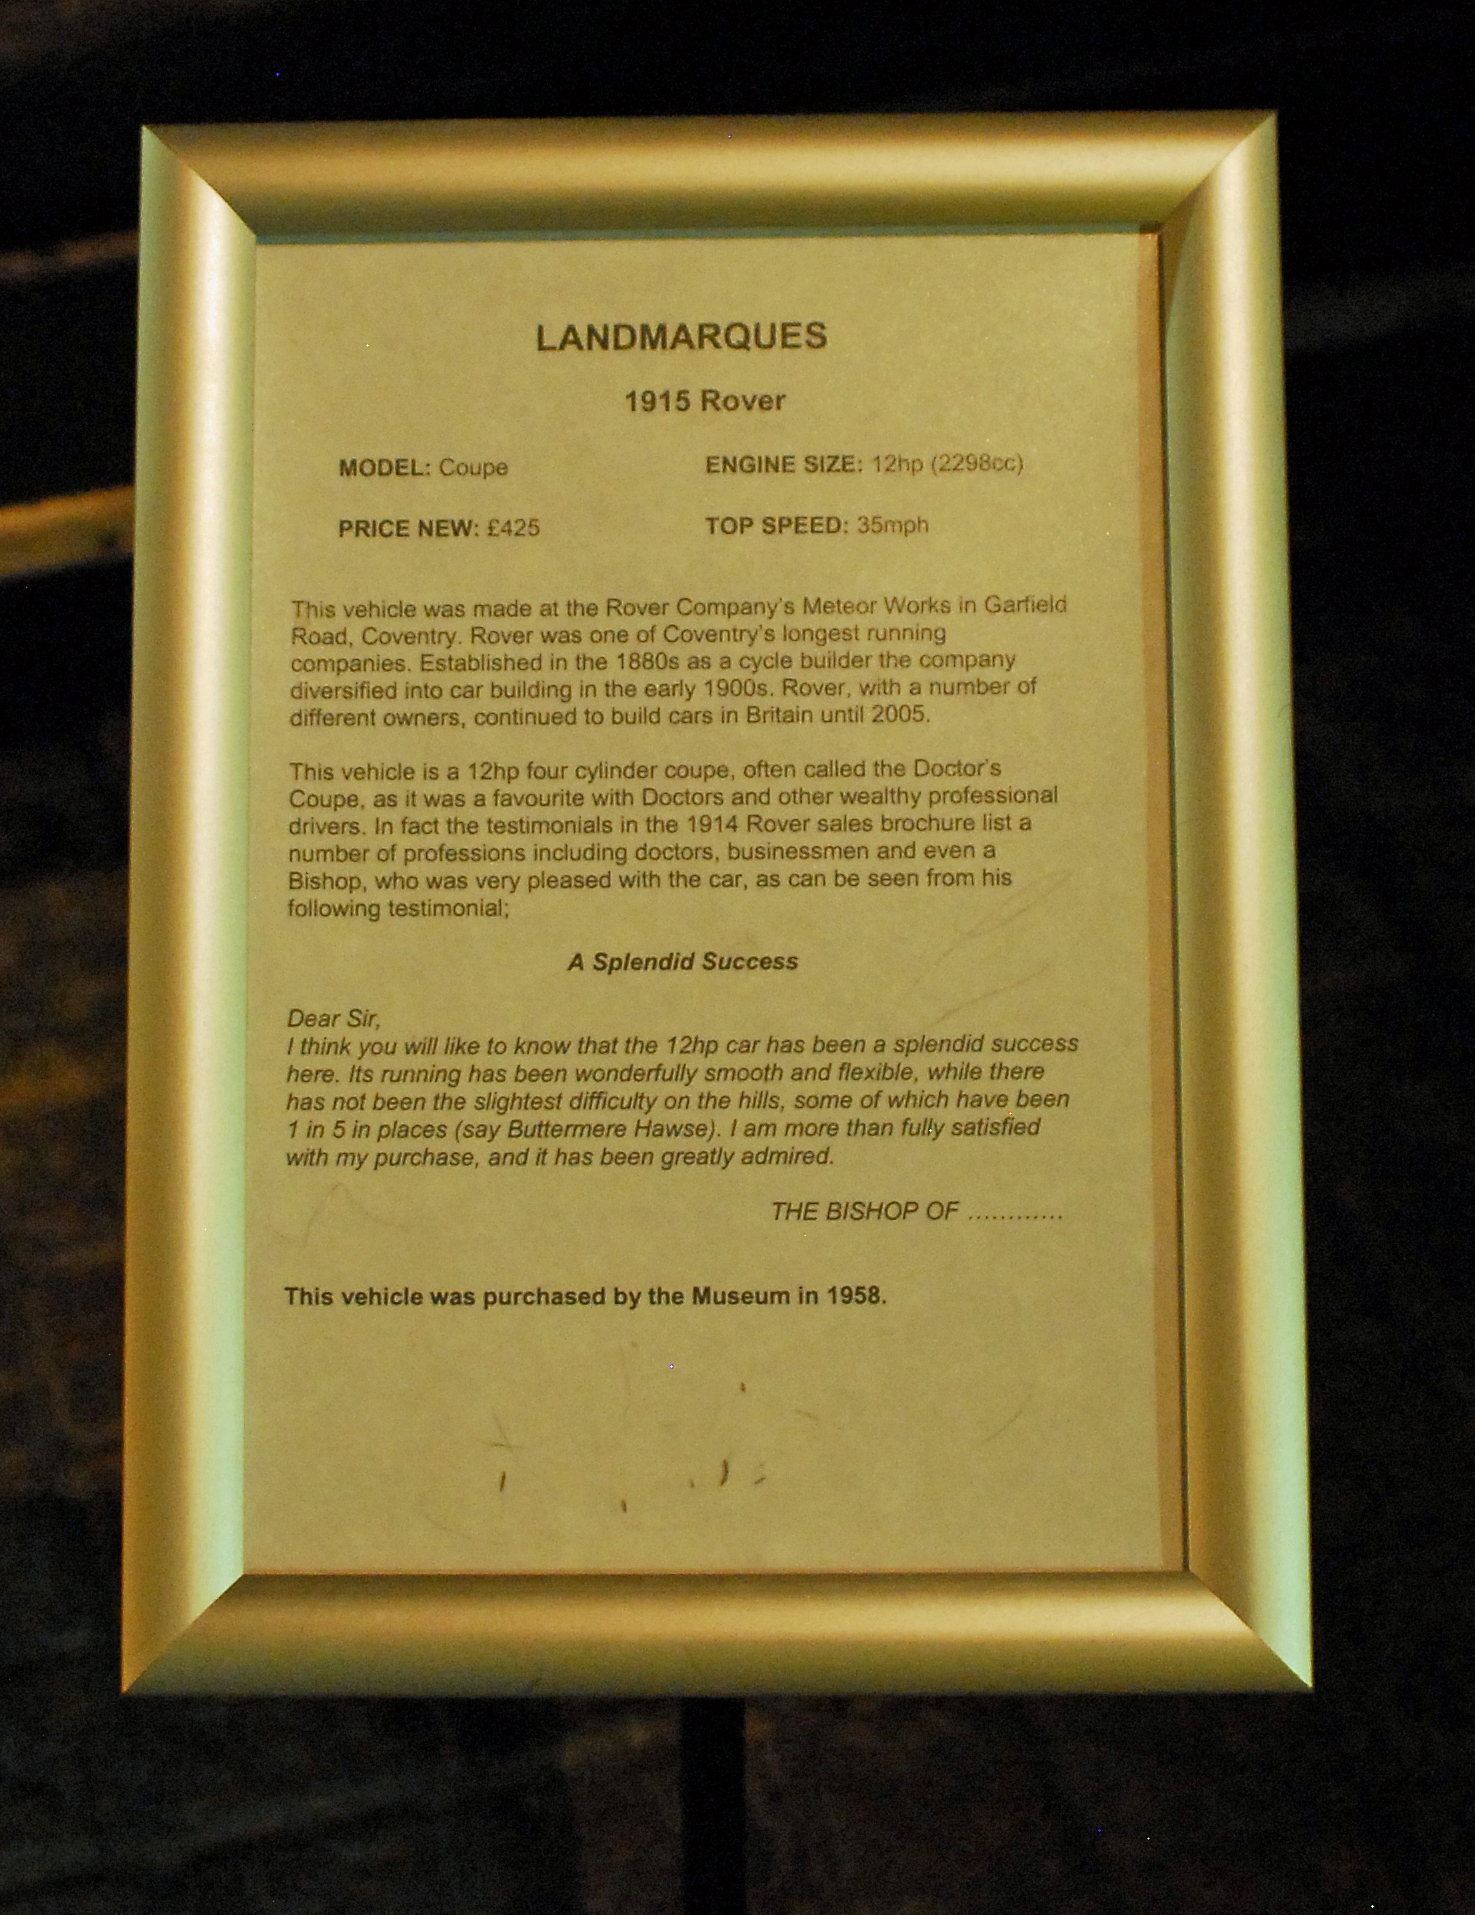 LANDMARQUES
1915 Rover
MODEL: Coupe ENGINE SIZE: 12hp (2298cc)
PRICE NEW: £425 TOP SPEED: 35mph
This vehicle was made at the Rover Company's Meteor Works in Garfield
Road, Coventry. Rover was one of Coventry's longest running
companies. Established in the 1880s as a cycle builder the company
diversified into car building in the early 1900s. Rover, with a number of
different owners, continued to build cars in Britain until 2005.
This vehicle is a 12hp four cylinder coupe, often called the Doctor's
Coupe, as it was a favourite with Doctors and other wealthy professional
drivers. In fact the testimonials in the 1914 Rover sales brochure list a
number of professions including doctors, businessmen and even a
Bishop, who was very pleased with the car, as can be seen from his
following testimonial;
A Splendid Success
Dear Sir,
I think you will like to know that the 12hp car has been a splendid success
here. Its running has been wonderfully smooth and flexible, while there
has not been the slightest difficulty on the hills, some of which have been
1 in 5 in places (say Buttermere Hawse). I am more than fully satisfied
with my purchase, and it has been greatly admired.
THE BISHOP OF ............
This vehicle was purchased by the Museum in 1958.